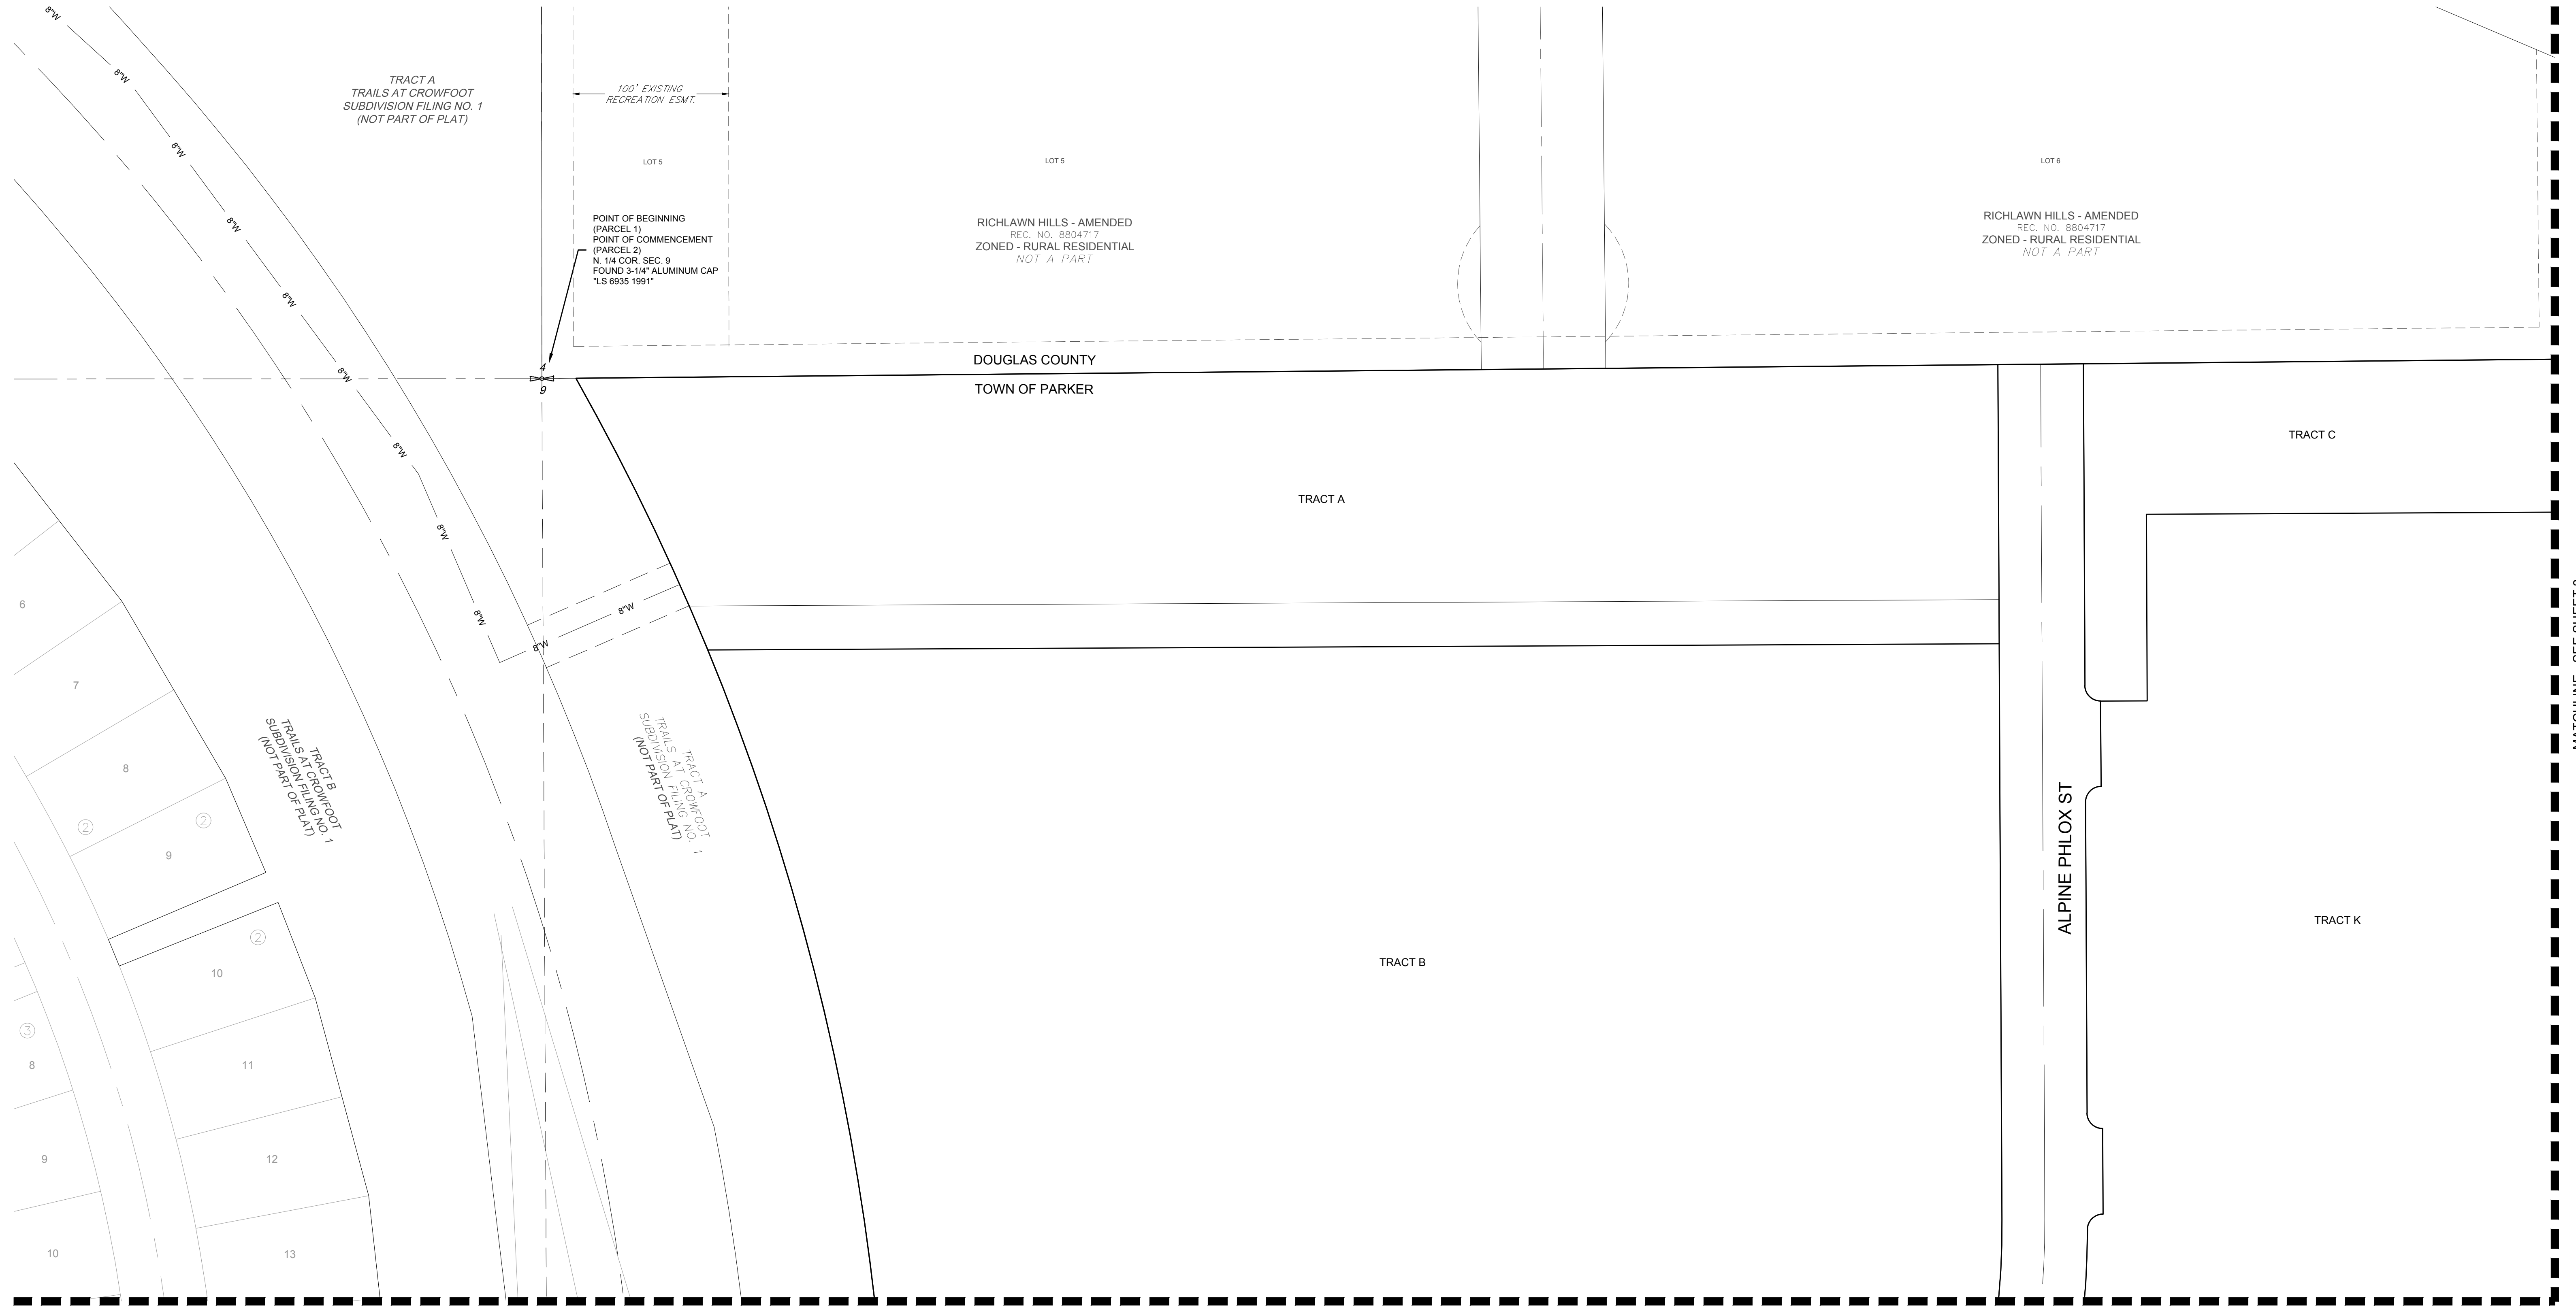 TRACT A
TRAILS AT CROWFOOT
SUBDIVISION FILING NO. 1
(NOT PART OF PLAT)
100' EXISTING
RECREATION ESMT.
LOT 5
LOT 5
LOT 6
POINT OF BEGINNING
(PARCEL 1)
POINT OF COMMENCEMENT
(PARCEL 2)
N. 1/4 COR. SEC. 9
FOUND 3-1/4" ALUMINUM CAP
"LS 6935 1991"
RICHLAWN HILLS - AMENDED
REC. NO. 8804717
ZONED - RURAL RESIDENTIAL
NOT A PART
RICHLAWN HILLS - AMENDED
REC. NO. 8804717
ZONED - RURAL RESIDENTIAL
NOT A PART
8"W
8"W
8"W
8"W
8"W
8"W
8"W
8"W
8"W
8"W
8"W
4
9
DOUGLAS COUNTY
TOWN OF PARKER
TRACT C
TRACT A
TRACT B
TRAILS AT CROWFOOT
SUBDIVISION FILING NO. 1
(NOT PART OF PLAT)
TRACT A
TRAILS AT CROWFOOT
SUBDIVISION FILING NO. 1
(NOT PART OF PLAT)
6
7
8
2
2
9
2
10
3
8
11
9
12
10
13
TRACT B
ALPINE PHLOX ST
TRACT K